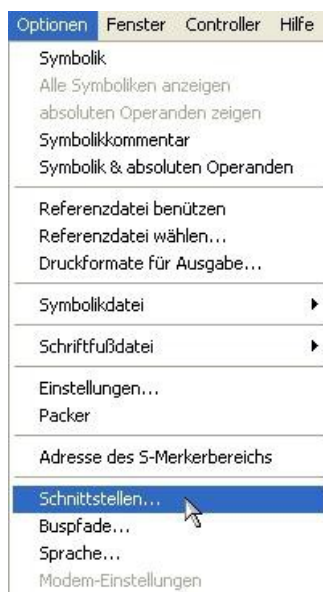 Optionen Fenster Controller Hilfe
Symbolik
Alle Symboliken anzeigen
absoluten Operanden zeigen
Symbolikkommentar
Symbolik & absoluten Operanden
Referenzdatei benützen
Referenzdatei wählen...
Druckformate für Ausgabe...
Symbolikdatei
Schriftfußdatei
Einstellungen...
Packer
Adresse des S-Merkerbereichs
Schnittstellen...
Buspfade...
Sprache...
Modem-Einstellungen